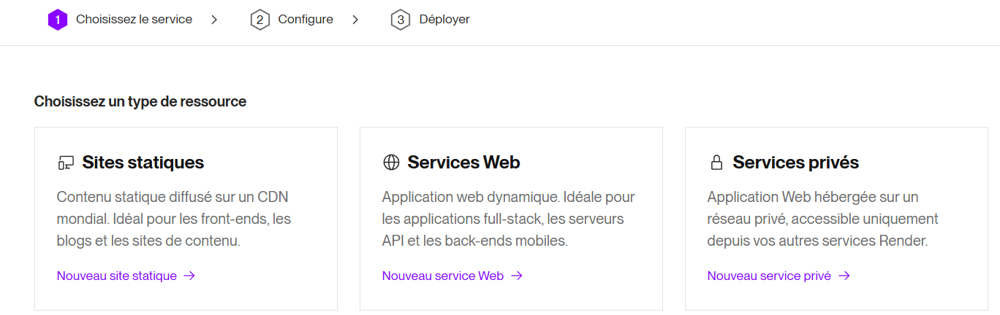 1 Choisissez le service
2 Configure
3 Déployer
Choisissez un type de ressource
Sites statiques
Contenu statique diffusé sur un CDN
mondial. Idéal pour les front-ends, les
blogs et les sites de contenu.
Nouveau site statique
Services Web
Application web dynamique. Idéale pour
les applications full-stack, les serveurs
API et les back-ends mobiles.
Nouveau service Web
Services privés
Application Web hébergée sur un
réseau privé, accessible uniquement
depuis vos autres services Render.
Nouveau service privé